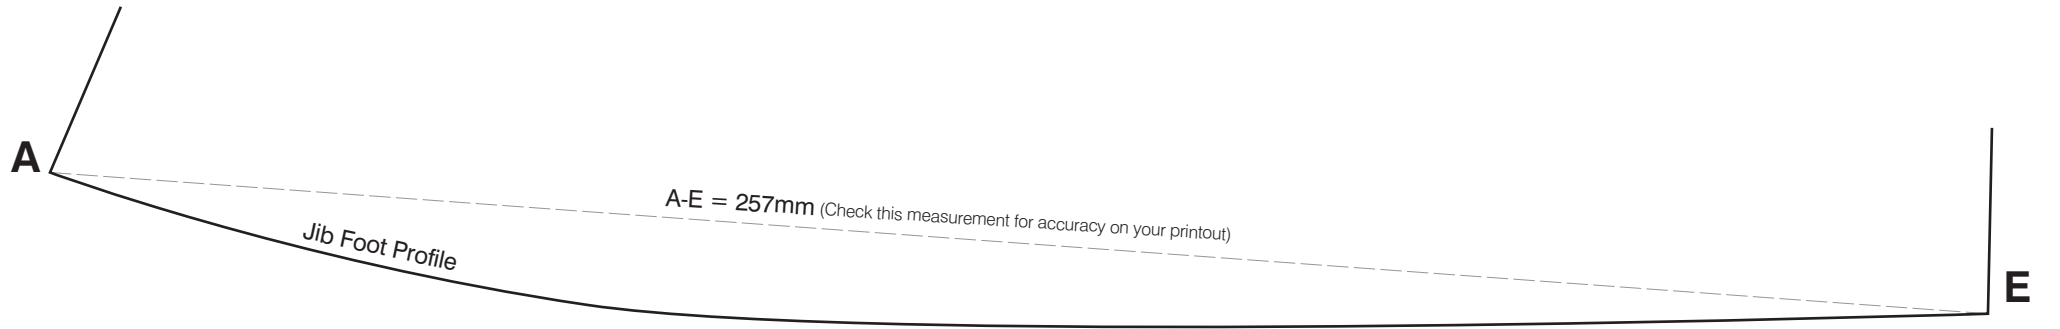 A
A-E = 257mm (Check this measurement for accuracy on your printout)
Jib Foot Profile
E